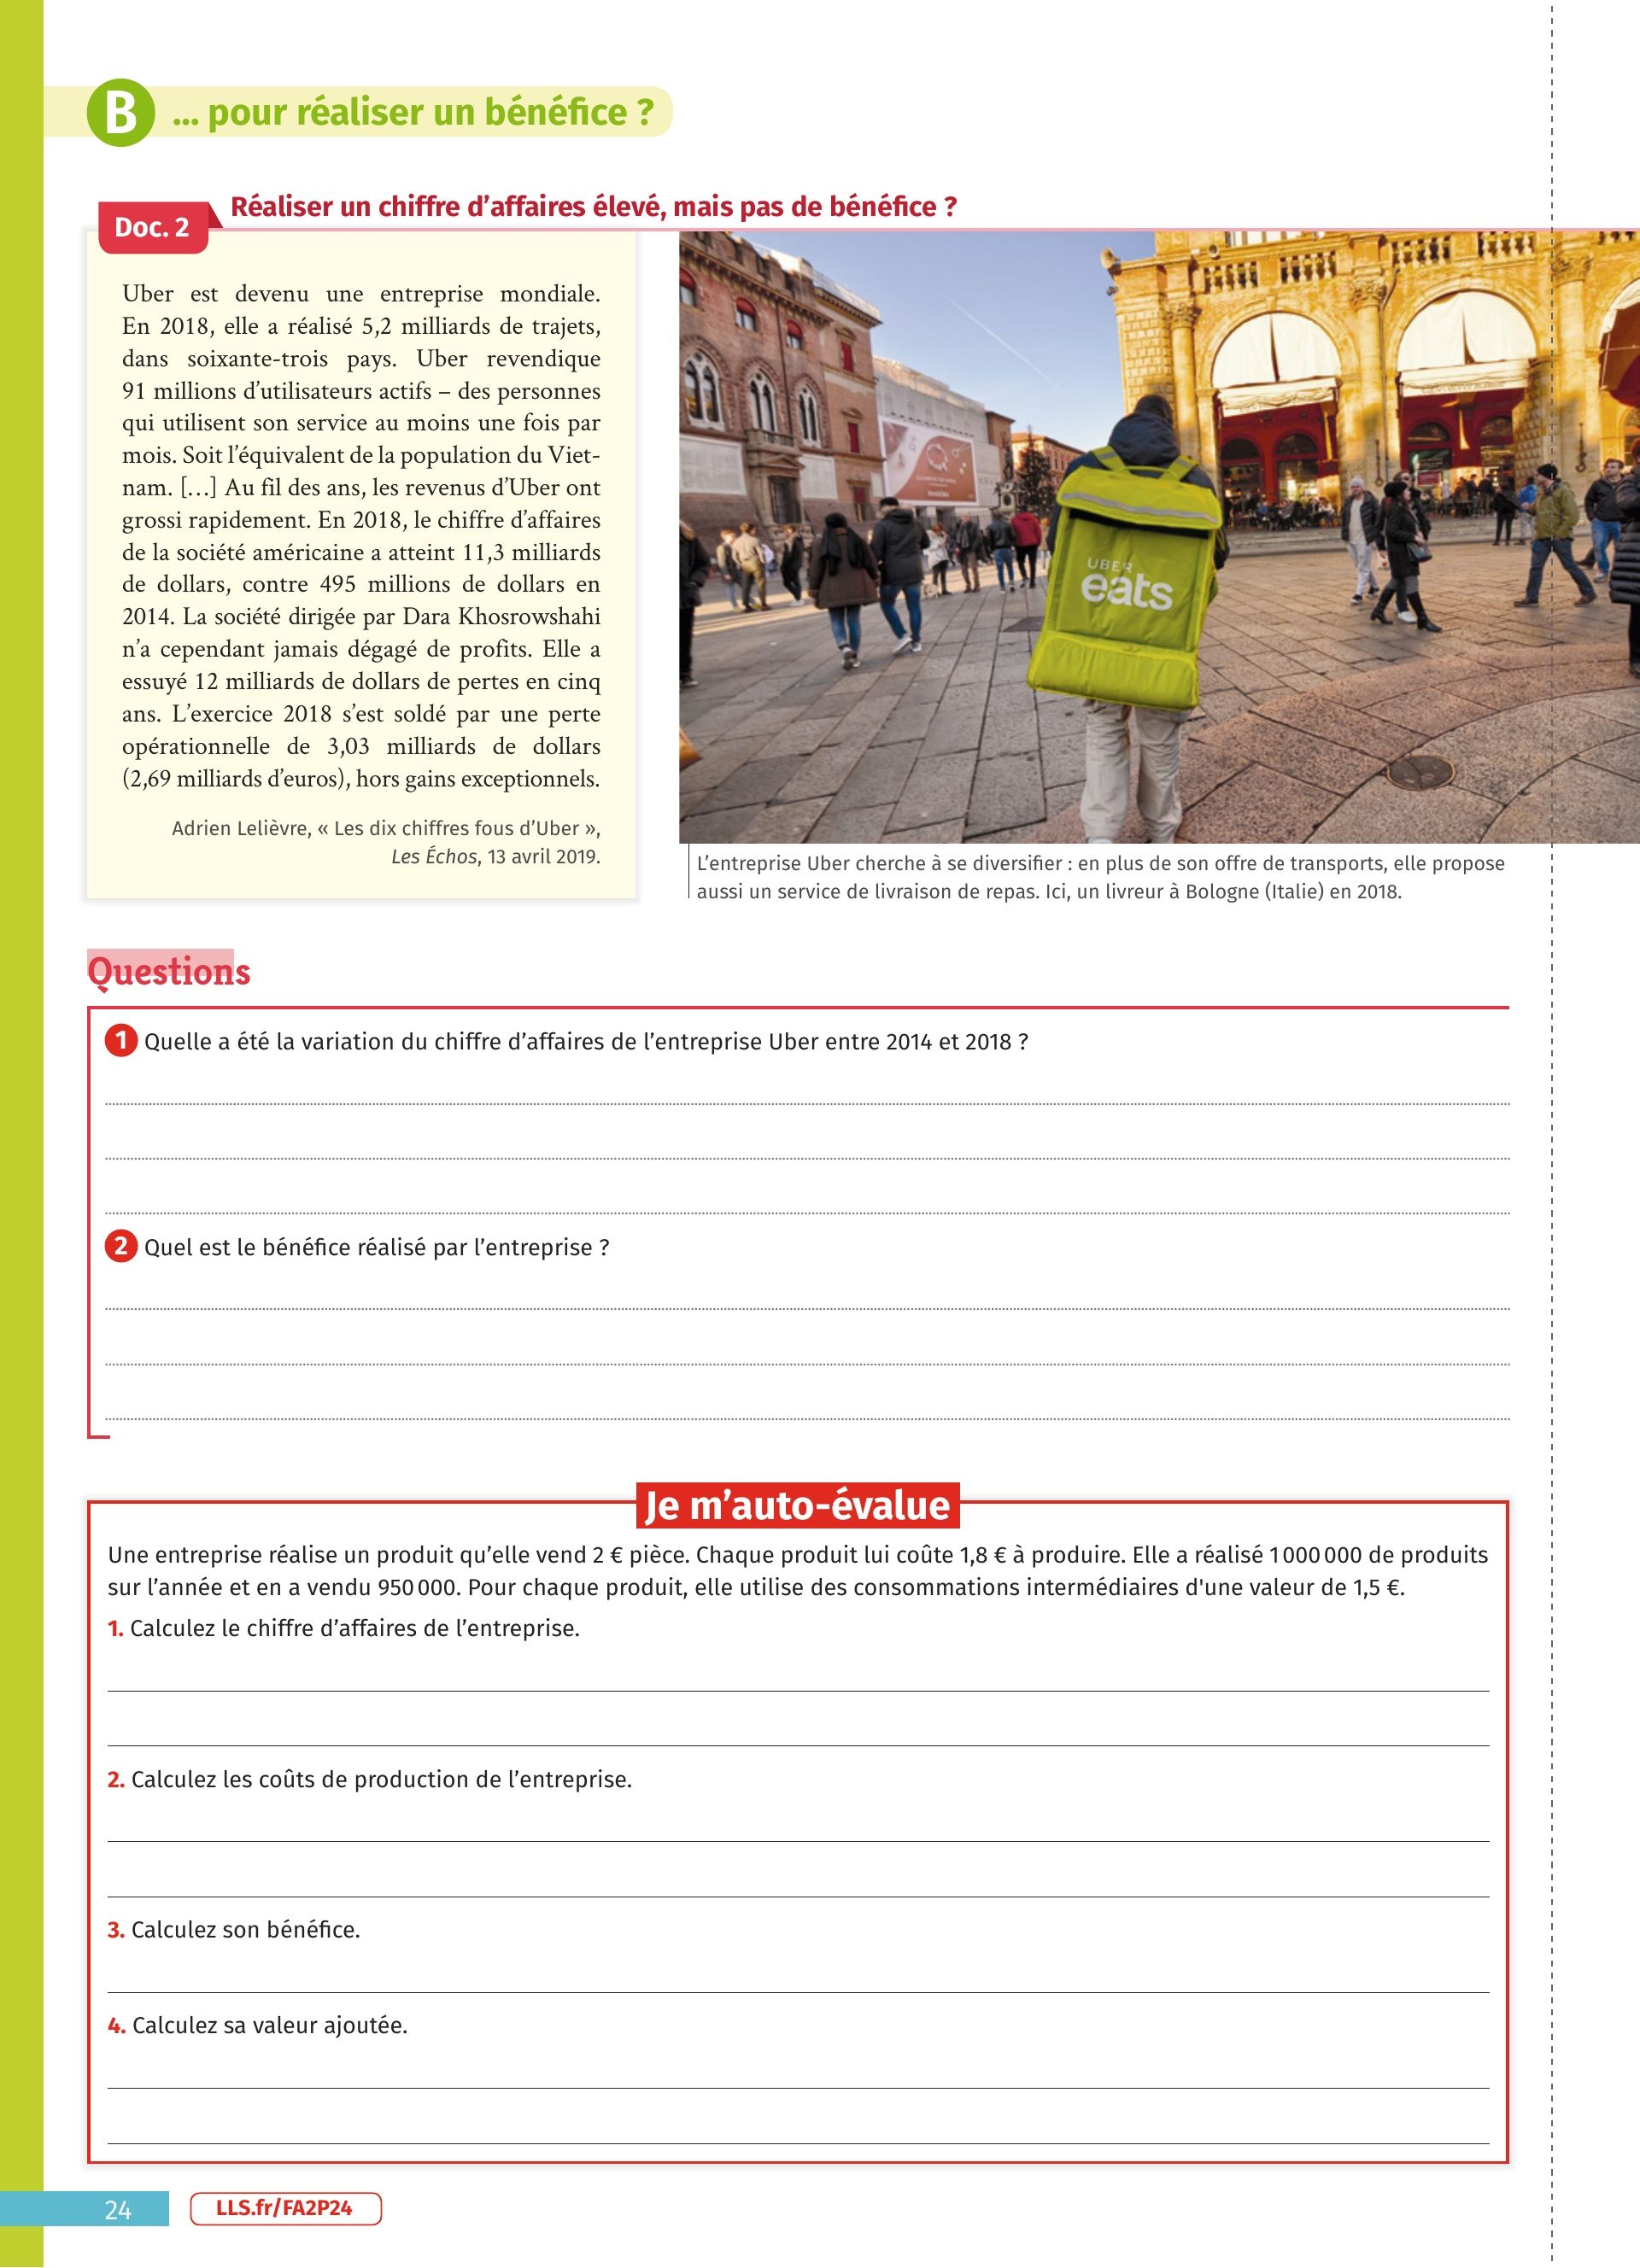 B … pour réaliser un bénéfice ?
Doc. 2
Réaliser un chiffre d’affaires élevé, mais pas de bénéfice ?
Uber est devenu une entreprise mondiale.
En 2018, elle a réalisé 5,2 milliards de trajets,
dans soixante-trois pays. Uber revendique
91 millions d’utilisateurs actifs – des personnes
qui utilisent son service au moins une fois par
mois. Soit l’équivalent de la population du Viet-
nam. […] Au fil des ans, les revenus d’Uber ont
grossi rapidement. En 2018, le chiffre d’affaires
de la société américaine a atteint 11,3 milliards
de dollars, contre 495 millions de dollars en
2014. La société dirigée par Dara Khosrowshahi
n’a cependant jamais dégagé de profits. Elle a
essuyé 12 milliards de dollars de pertes en cinq
ans. L’exercice 2018 s’est soldé par une perte
opérationnelle de 3,03 milliards de dollars
(2,69 milliards d’euros), hors gains exceptionnels.
Adrien Lelièvre, « Les dix chiffres fous d’Uber »,
Les Échos, 13 avril 2019.
UBER
eats
L’entreprise Uber cherche à se diversifier : en plus de son offre de transports, elle propose
aussi un service de livraison de repas. Ici, un livreur à Bologne (Italie) en 2018.
Questions
1 Quelle a été la variation du chiffre d’affaires de l’entreprise Uber entre 2014 et 2018 ?
2 Quel est le bénéfice réalisé par l’entreprise ?
Je m’auto-évalue
Une entreprise réalise un produit qu’elle vend 2 € pièce. Chaque produit lui coûte 1,8 € à produire. Elle a réalisé 1 000 000 de produits
sur l’année et en a vendu 950 000. Pour chaque produit, elle utilise des consommations intermédiaires d'une valeur de 1,5 €.
1. Calculez le chiffre d’affaires de l’entreprise.
2. Calculez les coûts de production de l’entreprise.
3. Calculez son bénéfice.
4. Calculez sa valeur ajoutée.
24
LLS.fr/FA2P24